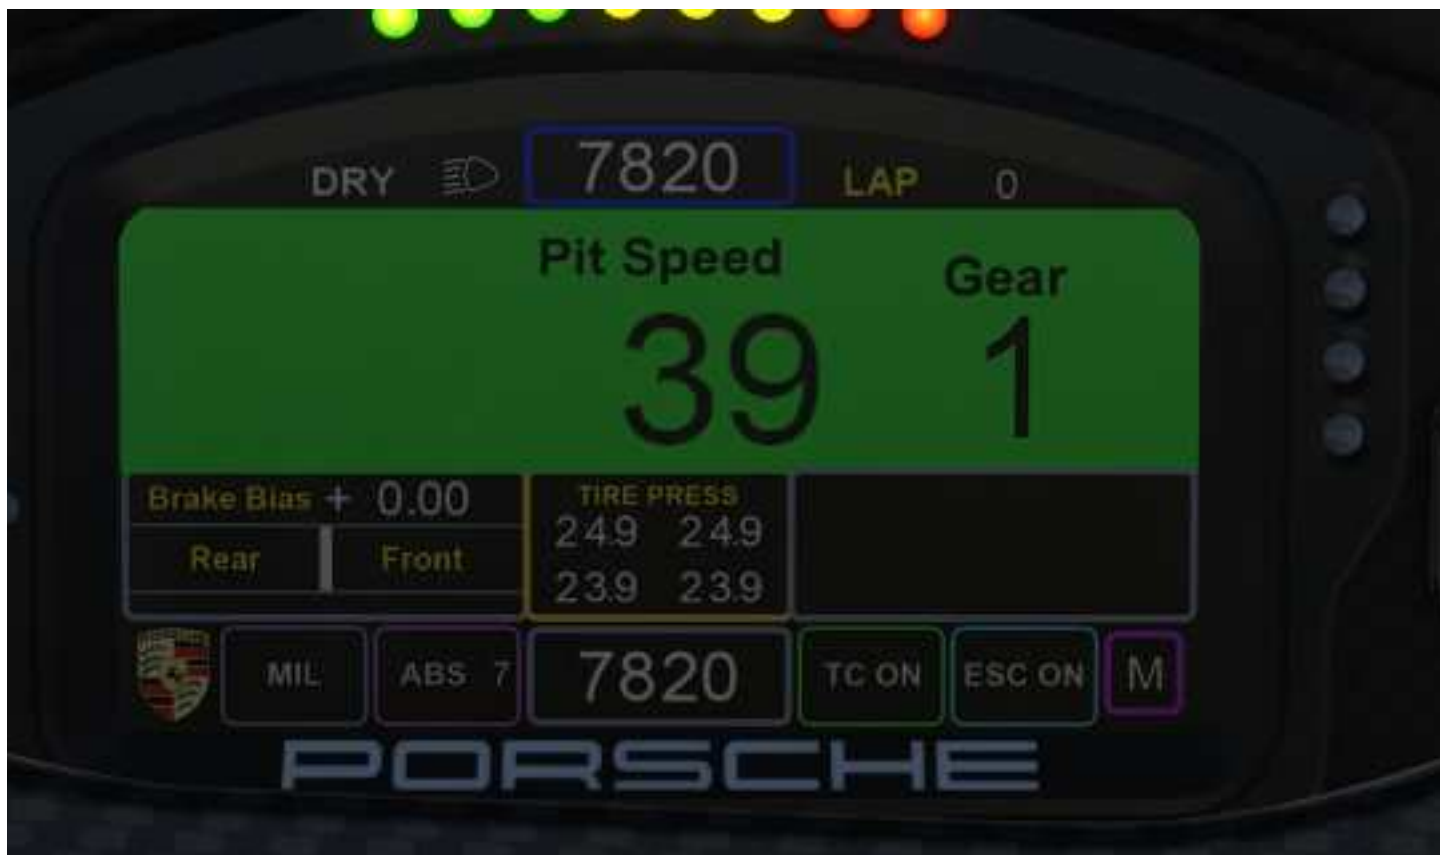 DRY 7820 LAP 0
Pit Speed Gear
39 1
Brake Bias + 0.00
Rear Front
TIRE PRESS
24.9 24.9
23.9 23.9
MIL ABS 7 7820 TC ON ESC ON M
PORSCHE